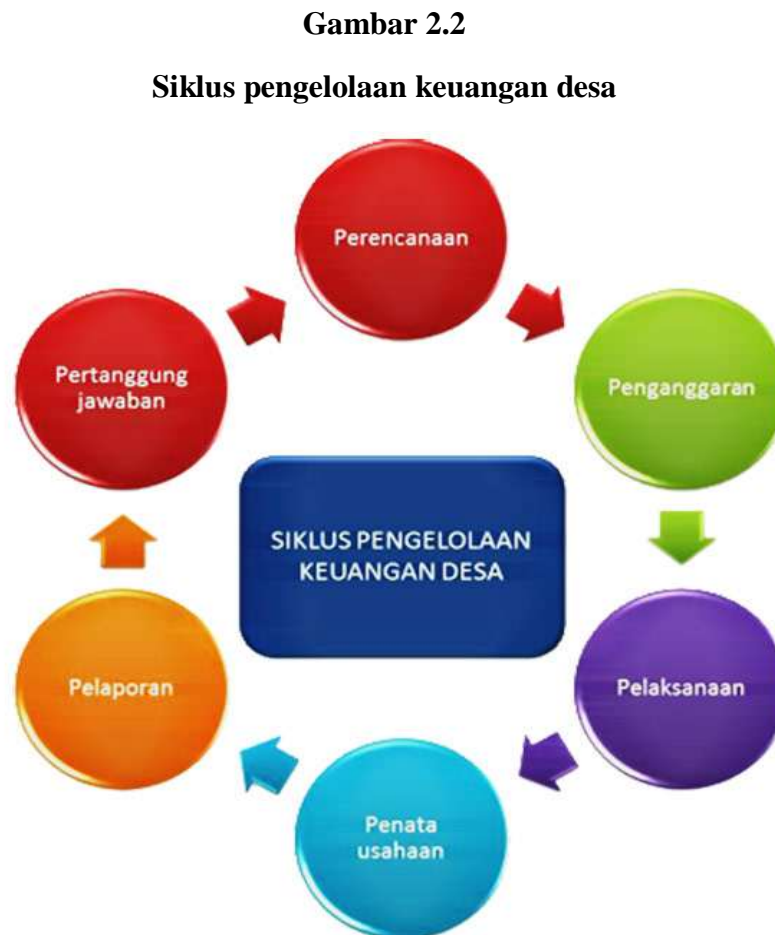 Gambar 2.2
Siklus pengelolaan keuangan desa
Perencanaan
Penganggaran
Pelaksanaan
Penata
usahaan
Pelaporan
Pertanggung
jawaban
SIKLUS PENGELOLAAN
KEUANGAN DESA